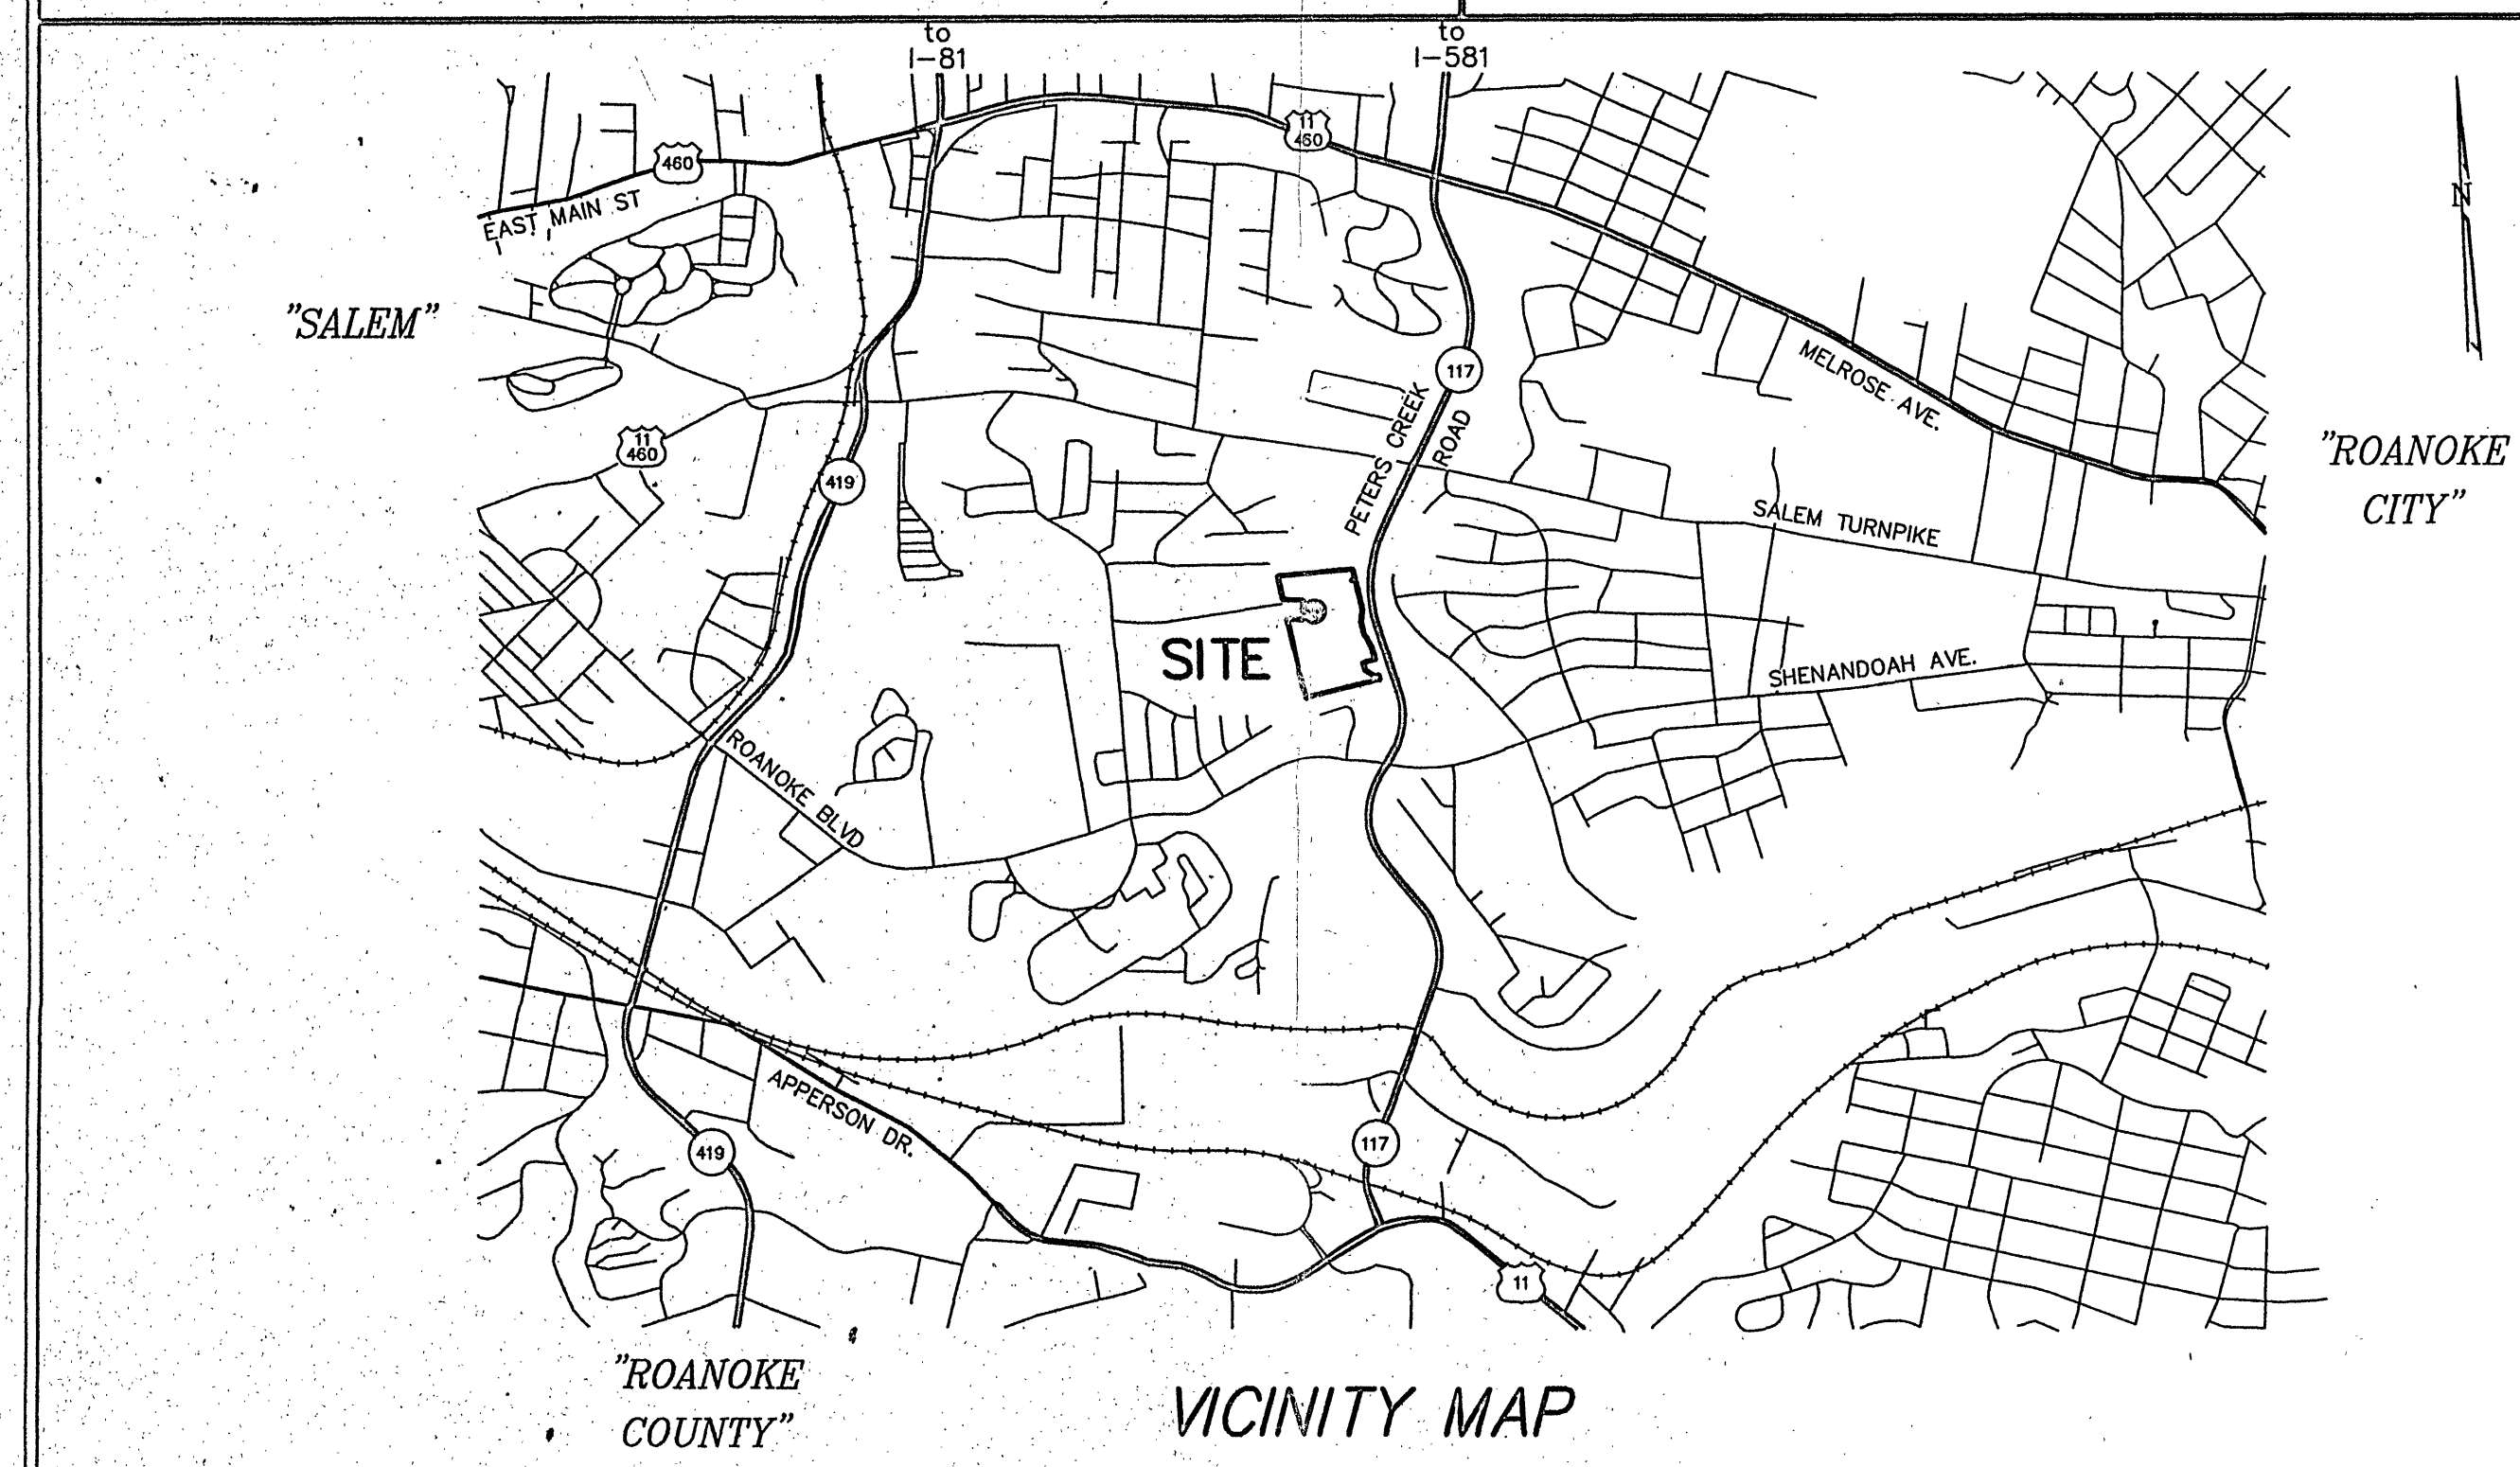 to
I-81
to
I-581
11
460
460
EAST MAIN ST
N
"SALEM"
117
MELROSE AVE.
PETERS CREEK
ROAD
11
460
"ROANOKE
CITY"
419
SALEM TURNPIKE
SITE
SHENANDOAH AVE.
ROANOKE BLVD
APPERSON DR.
117
419
11
"ROANOKE
COUNTY"
VICINITY MAP